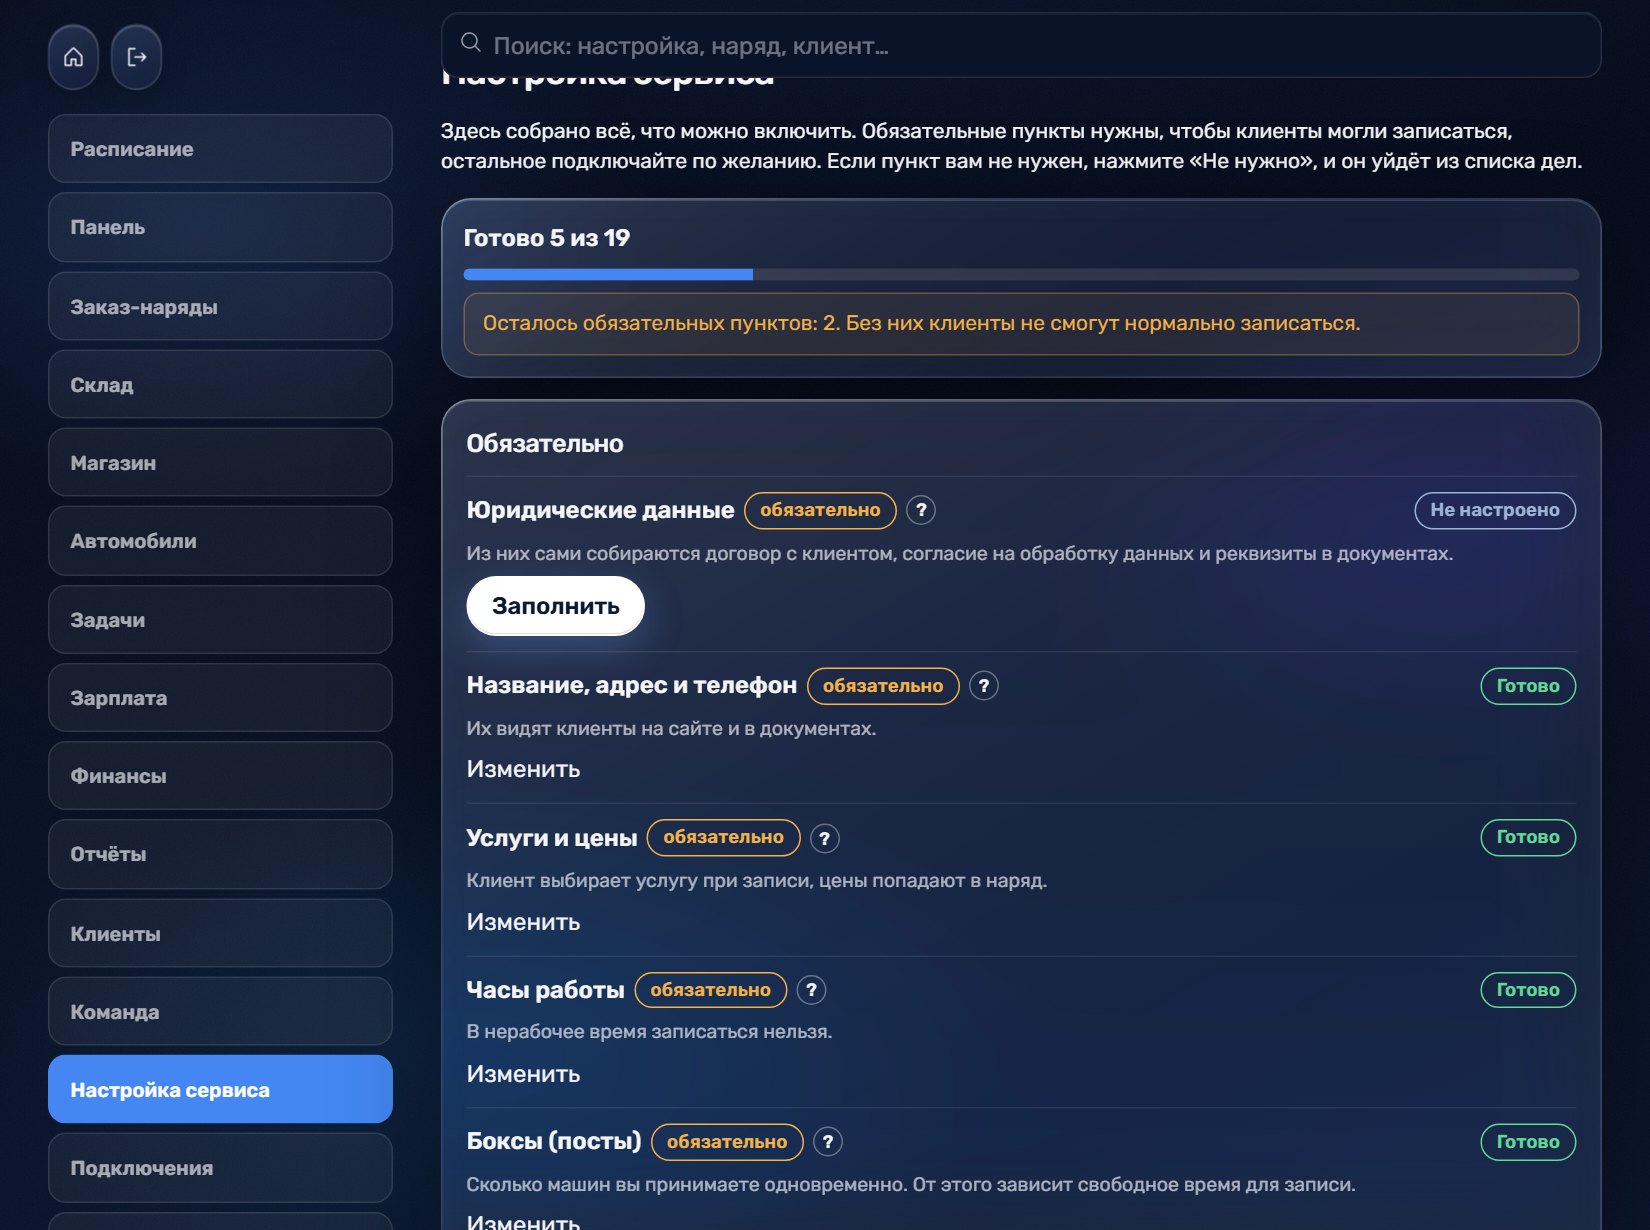 Поиск: настройка, наряд, клиент...
Настройка сервиса
Здесь собрано всё, что можно включить. Обязательные пункты нужны, чтобы клиенты могли записаться,
остальное подключайте по желанию. Если пункт вам не нужен, нажмите «Не нужно», и он уйдёт из списка дел.
Расписание
Панель
Заказ-наряды
Склад
Магазин
Автомобили
Задачи
Зарплата
Финансы
Отчёты
Клиенты
Команда
Настройка сервиса
Подключения
Готово 5 из 19
Осталось обязательных пунктов: 2. Без них клиенты не смогут нормально записаться.
Обязательно
Юридические данные обязательно ? Не настроено
Из них сами собираются договор с клиентом, согласие на обработку данных и реквизиты в документах.
Заполнить
Название, адрес и телефон обязательно ? Готово
Их видят клиенты на сайте и в документах.
Изменить
Услуги и цены обязательно ? Готово
Клиент выбирает услугу при записи, цены попадают в наряд.
Изменить
Часы работы обязательно ? Готово
В нерабочее время записаться нельзя.
Изменить
Боксы (посты) обязательно ? Готово
Сколько машин вы принимаете одновременно. От этого зависит свободное время для записи.
Изменить